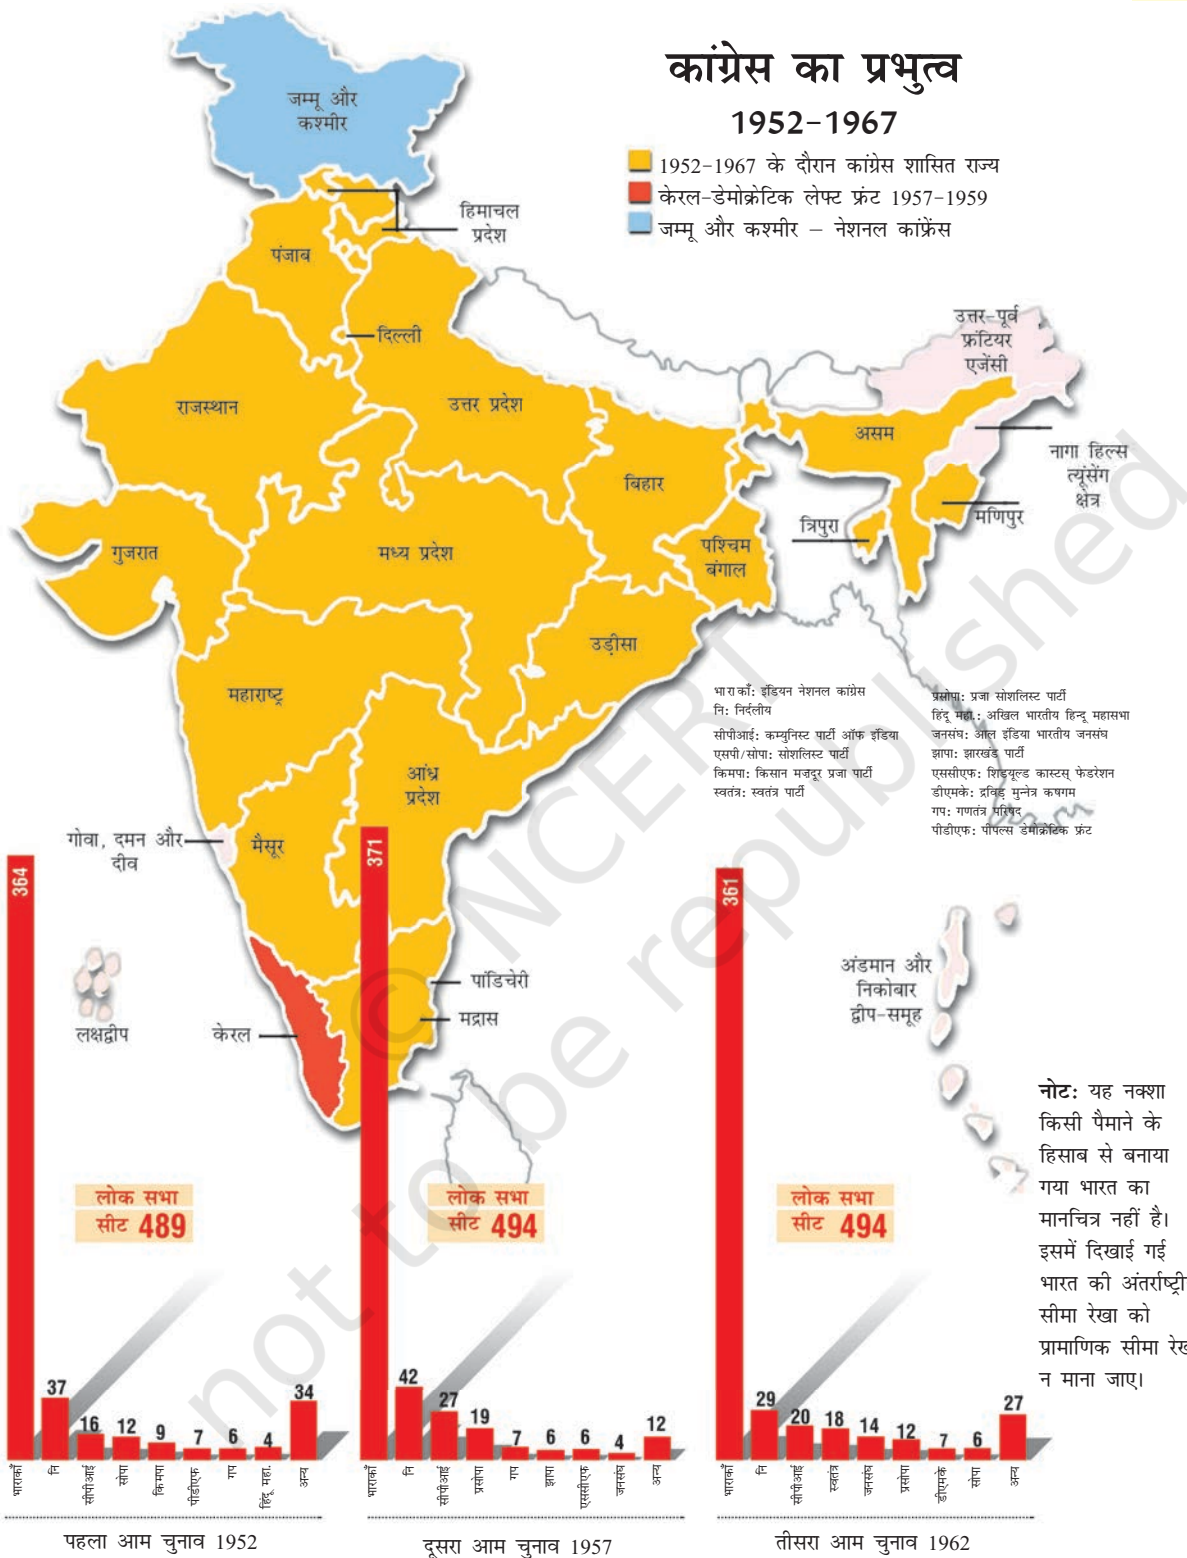 कांग्रेस का प्रभुत्व
1952-1967
1952-1967 के दौरान कांग्रेस शासित राज्य
केरल-डेमोक्रेटिक लेफ्ट फ्रंट 1957-1959
जम्मू और कश्मीर – नेशनल कांफ्रेंस
जम्मू और
कश्मीर
हिमाचल
प्रदेश
पंजाब
दिल्ली
राजस्थान
उत्तर प्रदेश
उत्तर-पूर्व
फ्रंटियर
एजेंसी
असम
नागा हिल्स
त्यूंसेंग
क्षेत्र
बिहार
मणिपुर
त्रिपुरा
गुजरात
मध्य प्रदेश
पश्चिम
बंगाल
उड़ीसा
महाराष्ट्र
आंध्र
प्रदेश
गोवा, दमन और
दीव
मैसूर
लक्षद्वीप
केरल
पांडिचेरी
मद्रास
अंडमान और
निकोबार
द्वीप-समूह
भाराकाँ: इंडियन नेशनल कांग्रेस
नि: निर्दलीय
सीपीआई: कम्युनिस्ट पार्टी ऑफ इंडिया
एसपी/सोपा: सोशलिस्ट पार्टी
किमपा: किसान मज़दूर प्रजा पार्टी
स्वतंत्र: स्वतंत्र पार्टी
प्रसोपा: प्रजा सोशलिस्ट पार्टी
हिंदू महा.: अखिल भारतीय हिन्दू महासभा
जनसंघ: ऑल इंडिया भारतीय जनसंघ
झापा: झारखंड पार्टी
एससीएफ: शिड्यूल्ड कास्टस् फेडरेशन
डीएमके: द्रविड़ मुन्नेत्र कषगम
गप: गणतंत्र परिषद
पीडीएफ: पीपल्स डेमोक्रेटिक फ्रंट
नोट: यह नक्शा
किसी पैमाने के
हिसाब से बनाया
गया भारत का
मानचित्र नहीं है।
इसमें दिखाई गई
भारत की अंतर्राष्ट्री
सीमा रेखा को
प्रामाणिक सीमा रेख
न माना जाए।
लोक सभा
सीट 489
364
37
16
12
9
7
6
4
34
भाराकाँ
नि
सीपीआई
सोपा
किमपा
पीडीएफ
गप
हिंदू महा.
अन्य
पहला आम चुनाव 1952
लोक सभा
सीट 494
371
42
27
19
7
6
6
4
12
भाराकाँ
नि
सीपीआई
प्रसोपा
गप
झापा
एससीएफ
जनसंघ
अन्य
दूसरा आम चुनाव 1957
लोक सभा
सीट 494
361
29
20
18
14
12
7
6
27
भाराकाँ
नि
सीपीआई
स्वतंत्र
जनसंघ
प्रसोपा
डीएमके
सोपा
अन्य
तीसरा आम चुनाव 1962
© NCERT
not to be republished